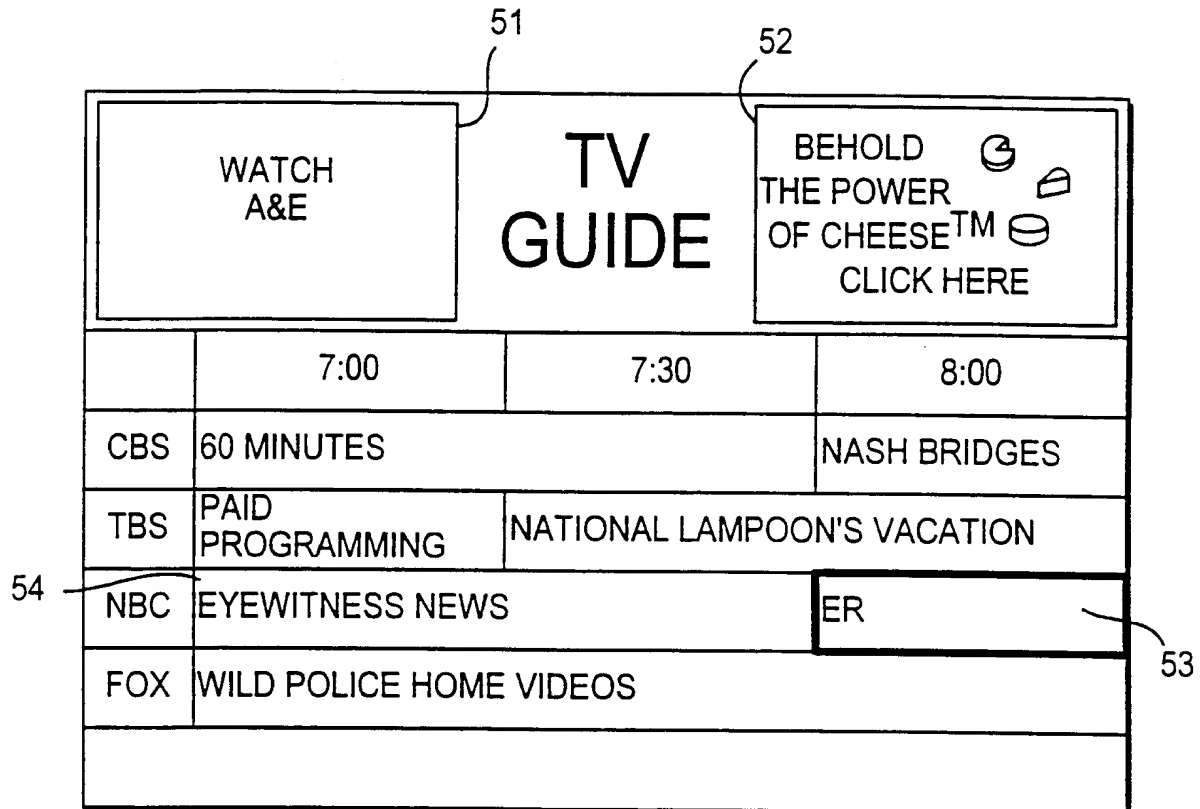 51
52
WATCH
A&E
TV
GUIDE
BEHOLD
THE POWER
OF CHEESE™
CLICK HERE
7:00 7:30 8:00
CBS 60 MINUTES NASH BRIDGES
TBS PAID
PROGRAMMING NATIONAL LAMPOON'S VACATION
54
NBC EYEWITNESS NEWS ER
53
FOX WILD POLICE HOME VIDEOS